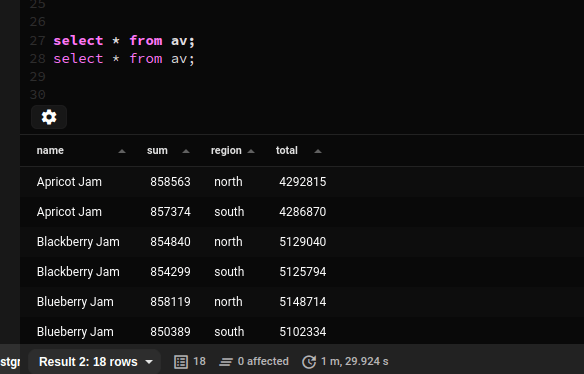 25
26
27 select * from av;
28 select * from av;
29
30
name sum region total
Apricot Jam 858563 north 4292815
Apricot Jam 857374 south 4286870
Blackberry Jam 854840 north 5129040
Blackberry Jam 854299 south 5125794
Blueberry Jam 858119 north 5148714
Blueberry Jam 850389 south 5102334
stgr Result 2: 18 rows 18 0 affected 1 m, 29.924 s